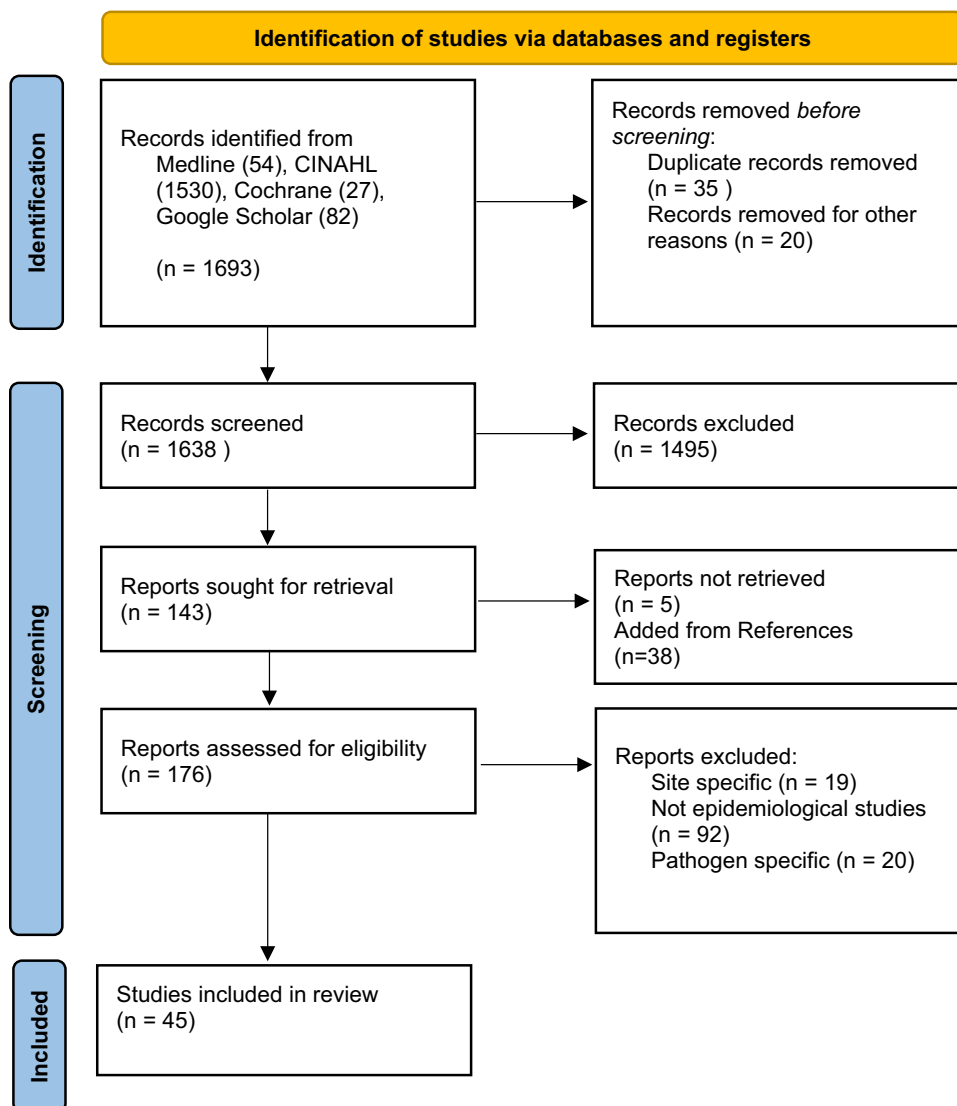 Identification of studies via databases and registers
Identification
Records identified from
Medline (54), CINAHL
(1530), Cochrane (27),
Google Scholar (82)
(n = 1693)
Records removed before
screening:
Duplicate records removed
(n = 35 )
Records removed for other
reasons (n = 20)
Screening
Records screened
(n = 1638 )
Records excluded
(n = 1495)
Reports sought for retrieval
(n = 143)
Reports not retrieved
(n = 5)
Added from References
(n=38)
Reports assessed for eligibility
(n = 176)
Reports excluded:
Site specific (n = 19)
Not epidemiological studies
(n = 92)
Pathogen specific (n = 20)
Included
Studies included in review
(n = 45)